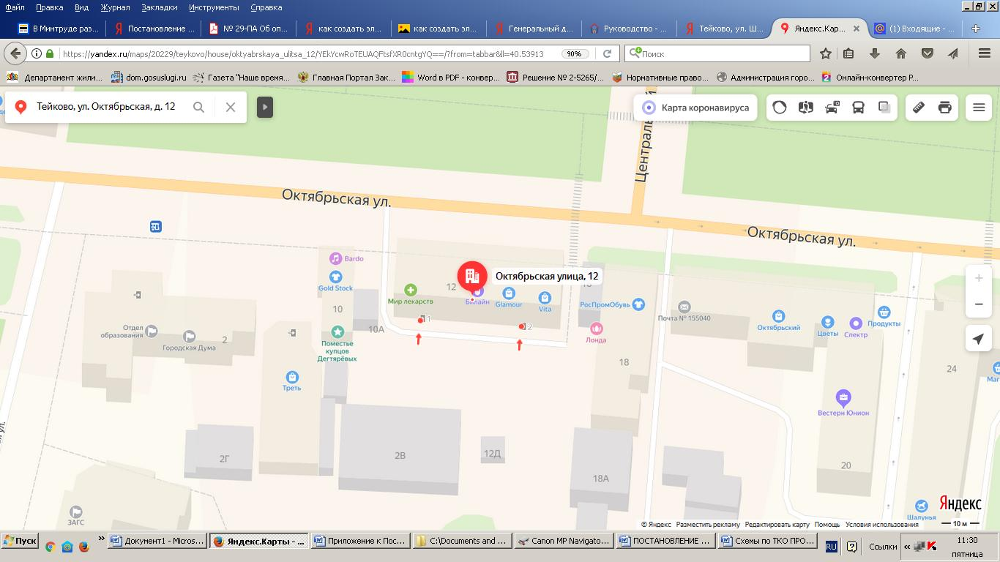 Файл Правка Вид Журнал Закладки Инструменты Справка
В Минтруде раз...
Постановление ...
№ 29-ПА Об оп...
как создать эл...
как создать эл...
Генеральный д...
Руководство - ...
Тейково, ул. Ш...
Яндекс.Кар...
(1) Входящие - ...
https://yandex.ru/maps/20229/teykovo/house/oktyabrskaya_ulitsa_12/YEkYcwRoTEUAQFtsfXR0cntgYQ==/?from=tabbar&ll=40.53913
90%
Поиск
Департамент жили...
dom.gosuslugi.ru
Газета "Наше время...
Главная Портал Зак...
Word в PDF - конвер...
Решение № 2-5265/...
Нормативные право...
Администрация горо...
Онлайн-конвертер Р...
Тейково, ул. Октябрьская, д. 12
Карта коронавируса
Центральный
Октябрьская ул.
Октябрьская ул.
Bardo
Gold Stock
10
10А
Поместье
купцов
Дегтярёвых
Мир лекарств
12
Октябрьская улица, 12
Билайн
Glamour
Vita
1
2
РосПромОбувь
Лонда
18
Почта № 155040
Октябрьский
Цветы
Спектр
Продукты
24
Маг
Отдел
образования
Городская Дума
2
Треть
Вестерн Юнион
2Г
2В
12Д
18А
20
ЗАГС
Шалунья
Яндекс
© Яндекс Разместить рекламу Редактировать карту Помощь Условия использования
10 м
Пуск
Документ1 - Micros...
Яндекс.Карты - ...
Приложение к Пос...
C:\Documents and ...
Canon MP Navigato...
ПОСТАНОВЛЕНИЕ ...
Схемы по ТКО ПРО...
RU
Ссылки
11:30
пятница